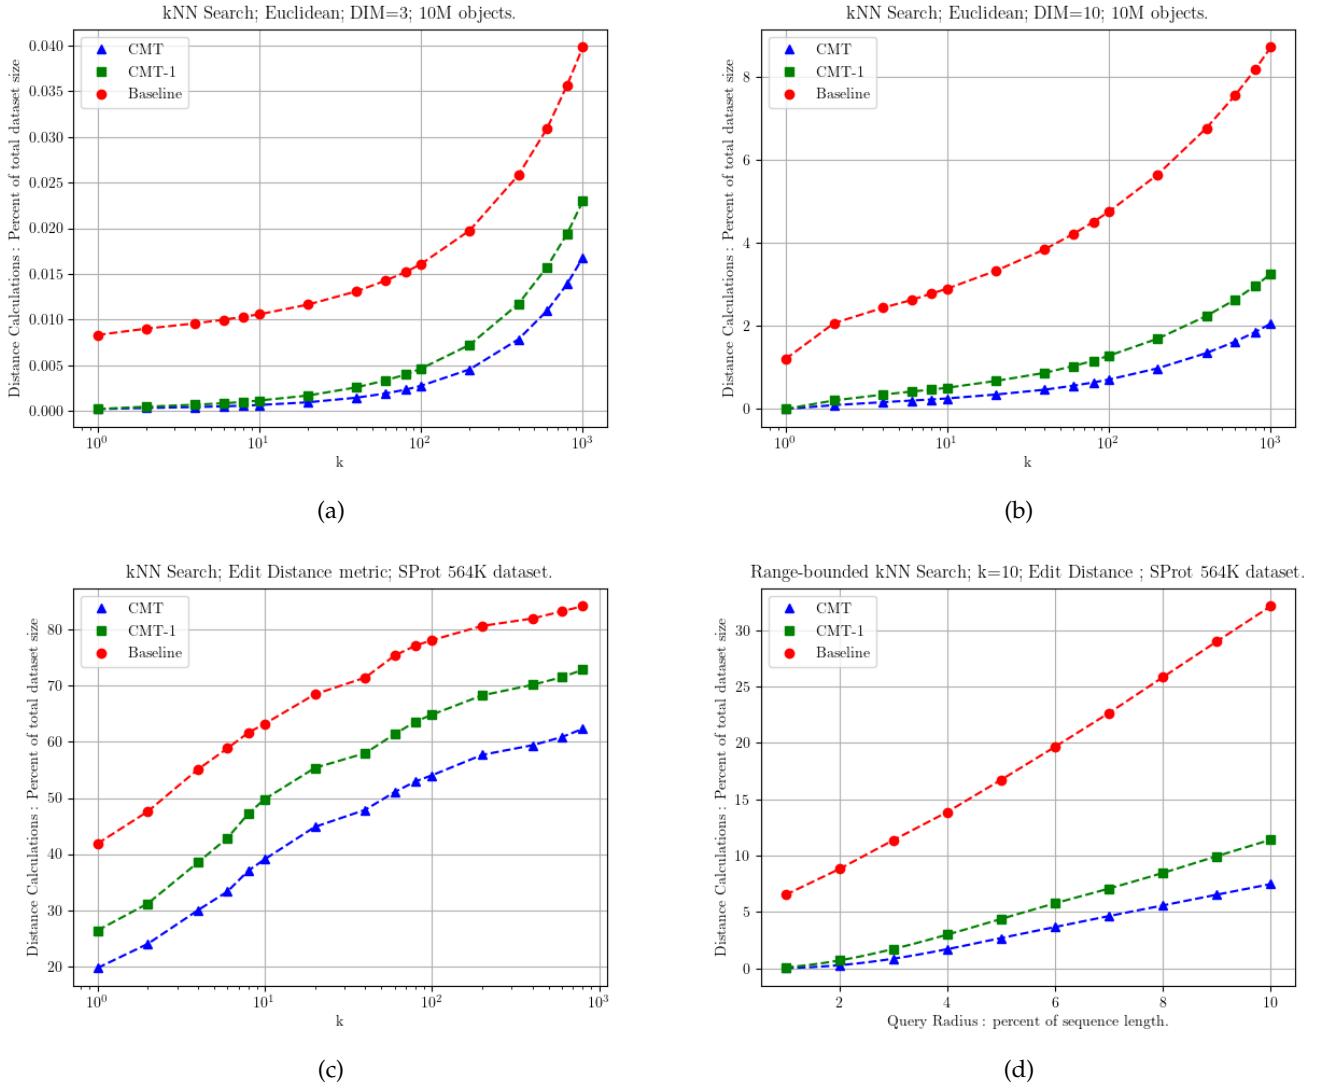 kNN Search; Euclidean; DIM=3; 10M objects.
Distance Calculations : Percent of total dataset size
0.040
0.035
0.030
0.025
0.020
0.015
0.010
0.005
0.000
CMT
CMT-1
Baseline
10^0
10^1
10^2
10^3
k
(a)
kNN Search; Euclidean; DIM=10; 10M objects.
Distance Calculations : Percent of total dataset size
8
6
4
2
0
CMT
CMT-1
Baseline
10^0
10^1
10^2
10^3
k
(b)
kNN Search; Edit Distance metric; SProt 564K dataset.
Distance Calculations : Percent of total dataset size
80
70
60
50
40
30
20
CMT
CMT-1
Baseline
10^0
10^1
10^2
10^3
k
(c)
Range-bounded kNN Search; k=10; Edit Distance ; SProt 564K dataset.
Distance Calculations : Percent of total dataset size
30
25
20
15
10
5
0
CMT
CMT-1
Baseline
2
4
6
8
10
Query Radius : percent of sequence length.
(d)